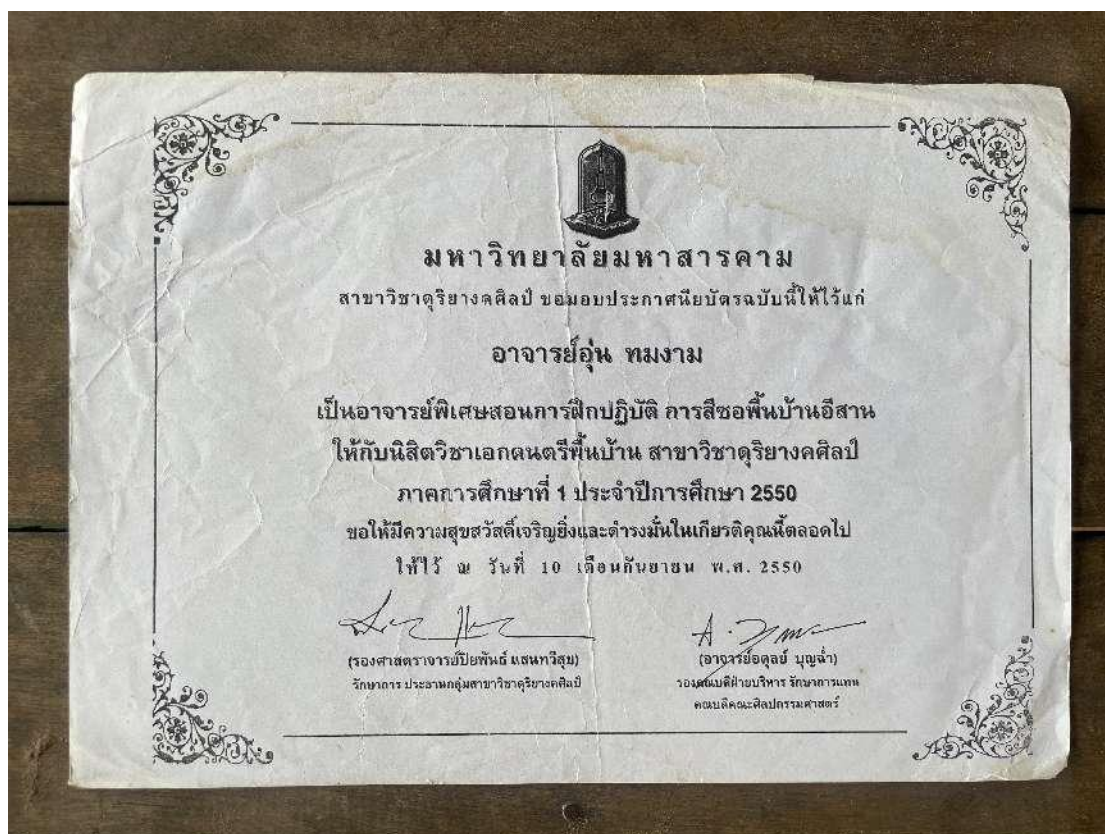 มหาวิทยาลัยมหาสารคาม
สาขาวิชาดุริยางคศิลป์ ขอมอบประกาศนียบัตรฉบับนี้ให้ไว้แก่
อาจารย์อุ่น ทมงาม
เป็นอาจารย์พิเศษสอนการฝึกปฏิบัติ การสีซอพื้นบ้านอีสาน
ให้กับนิสิตวิชาเอกดนตรีพื้นบ้าน สาขาวิชาดุริยางคศิลป์
ภาคการศึกษาที่ 1 ประจำปีการศึกษา 2550
ขอให้มีความสุขสวัสดิ์เจริญยิ่งและดำรงมั่นในเกียรติคุณนี้ตลอดไป
ให้ไว้ ณ วันที่ 10 เดือนกันยายน พ.ศ. 2550
(รองศาสตราจารย์ปิยพันธ์ แสนทวีสุข)
รักษาการ ประธานกลุ่มสาขาวิชาดุริยางคศิลป์
(อาจารย์อดุลย์ บุญฉ่ำ)
รองคณบดีฝ่ายบริหาร รักษาการแทน
คณบดีคณะศิลปกรรมศาสตร์